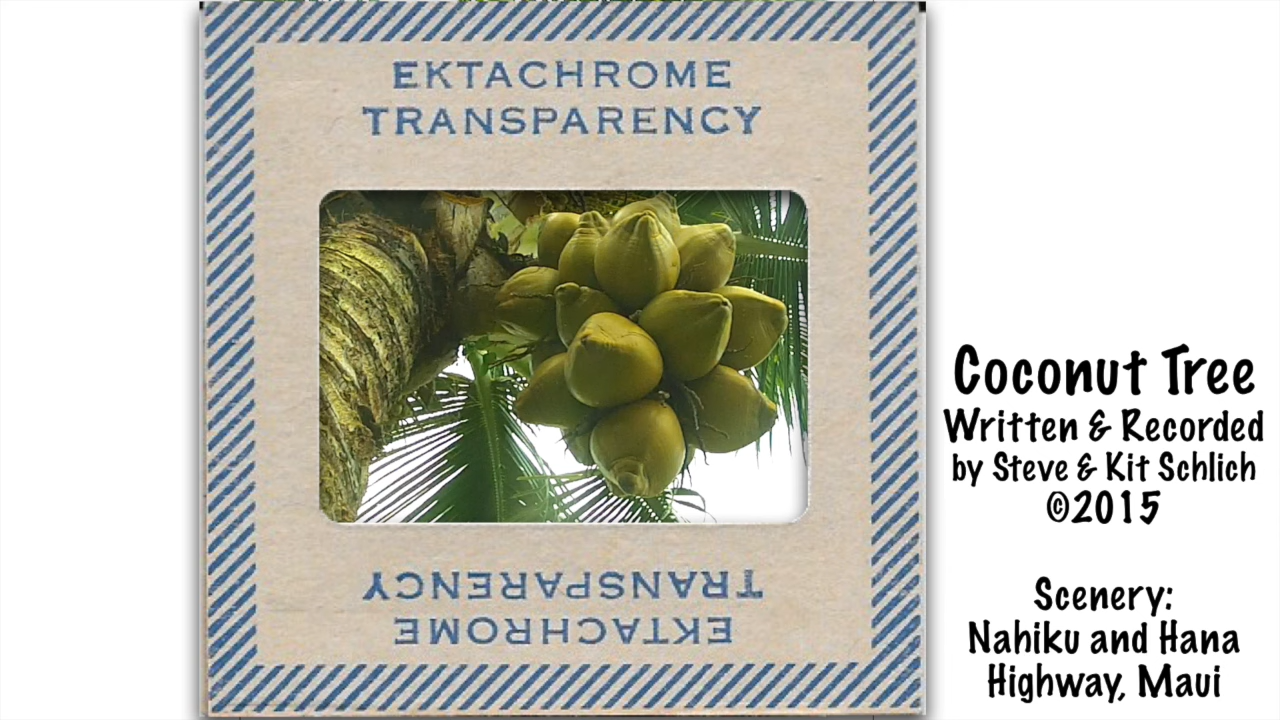 EKTACHROME
TRANSPARENCY
TRANSPARENCY
EKTACHROME
Coconut Tree
Written & Recorded
by Steve & Kit Schlich
©2015
Scenery:
Nahiku and Hana
Highway, Maui